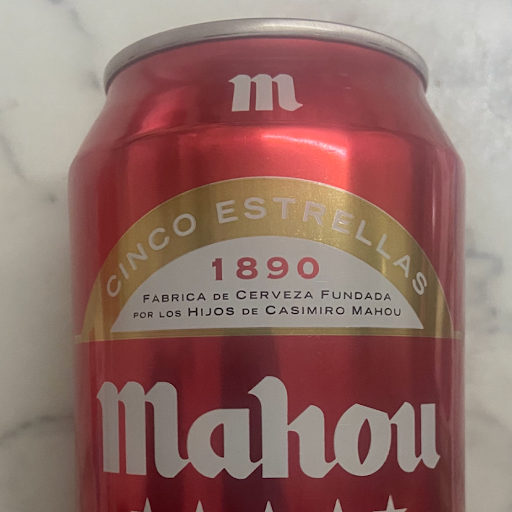 m
CINCO ESTRELLAS
1890
FABRICA DE CERVEZA FUNDADA
POR LOS HIJOS DE CASIMIRO MAHOU
Mahou